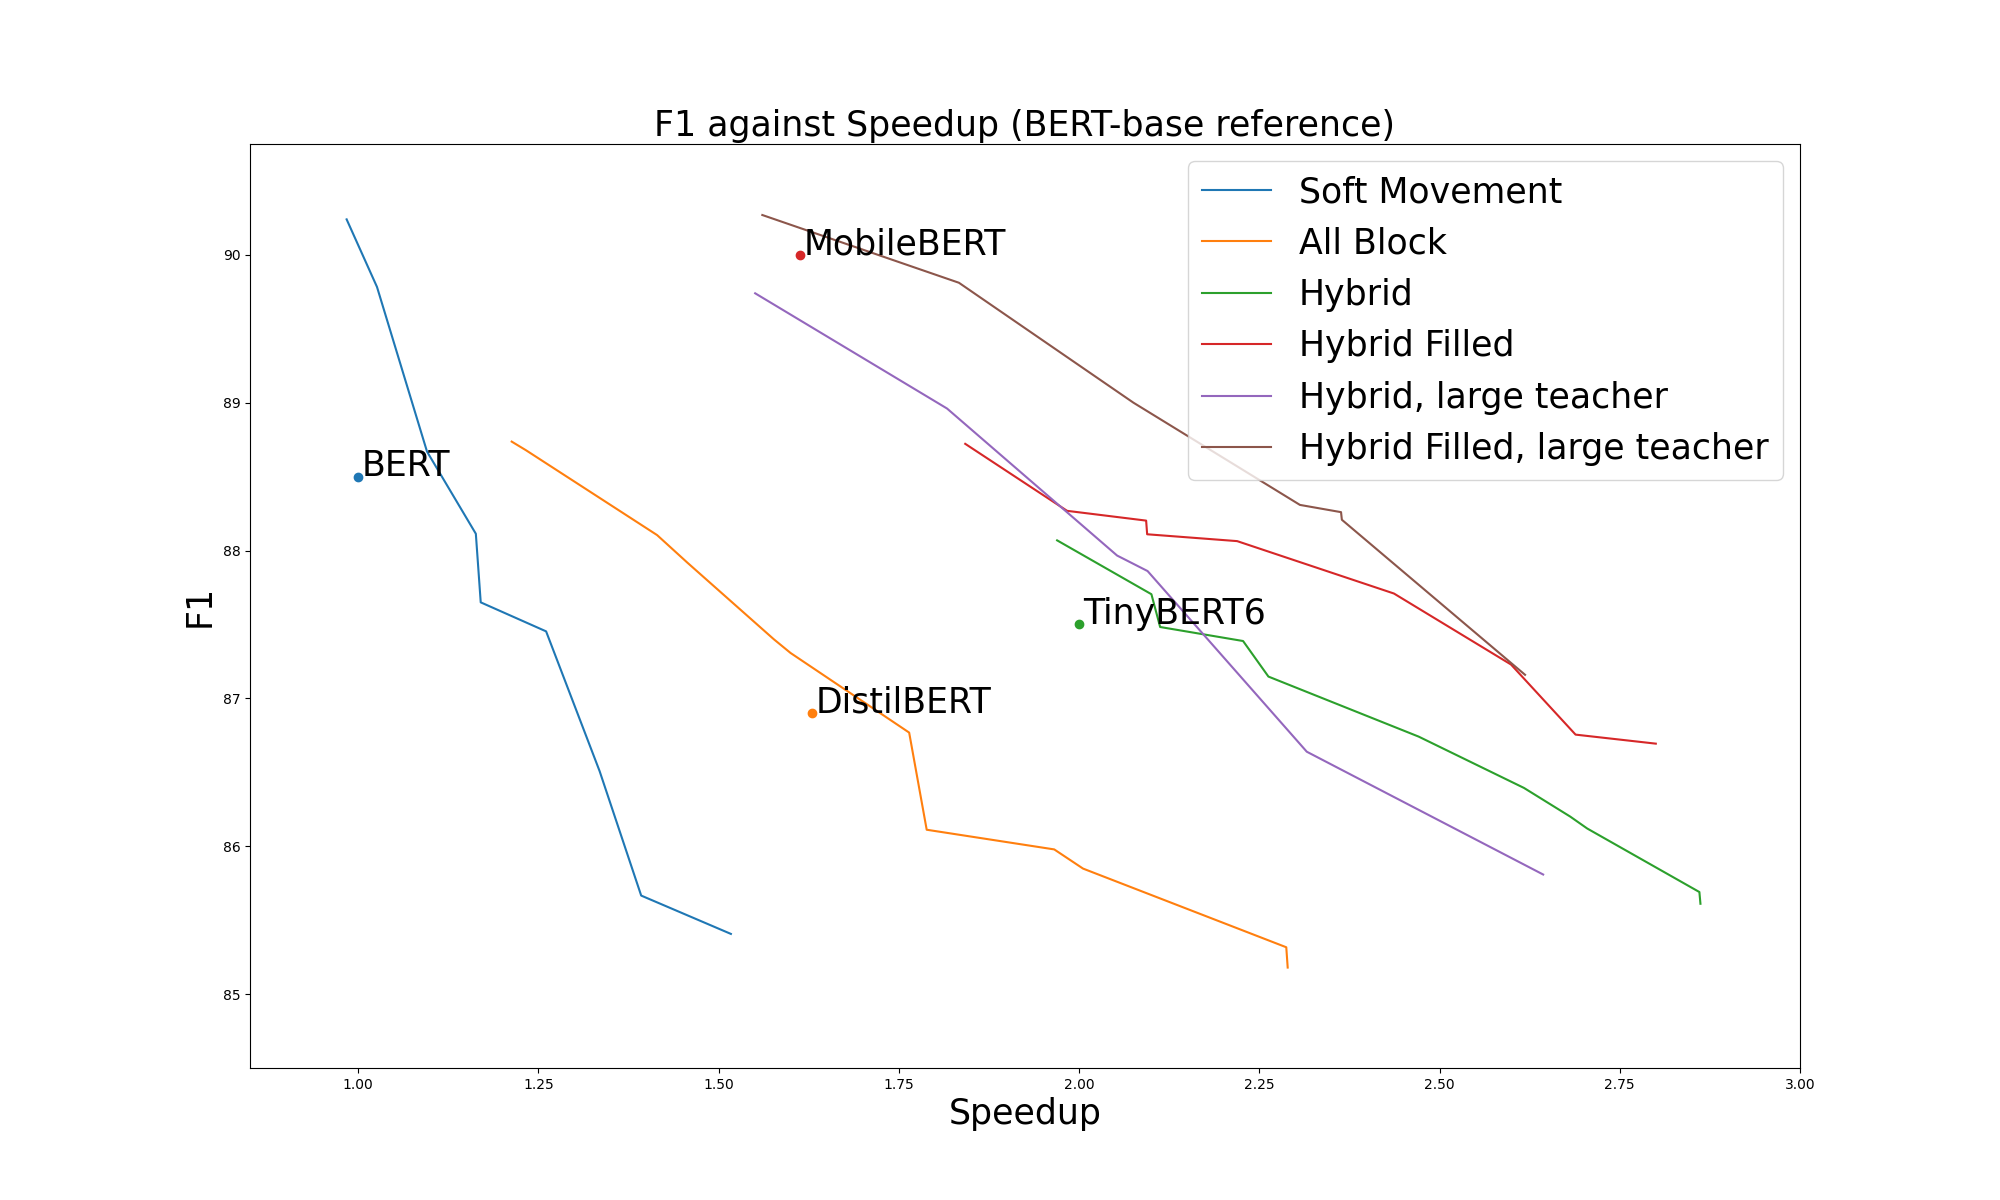 F1 against Speedup (BERT-base reference)
Soft Movement
All Block
Hybrid
Hybrid Filled
Hybrid, large teacher
Hybrid Filled, large teacher
MobileBERT
BERT
TinyBERT6
DistilBERT
F1
90
89
88
87
86
85
1.00 1.25 1.50 1.75 2.00 2.25 2.50 2.75 3.00
Speedup